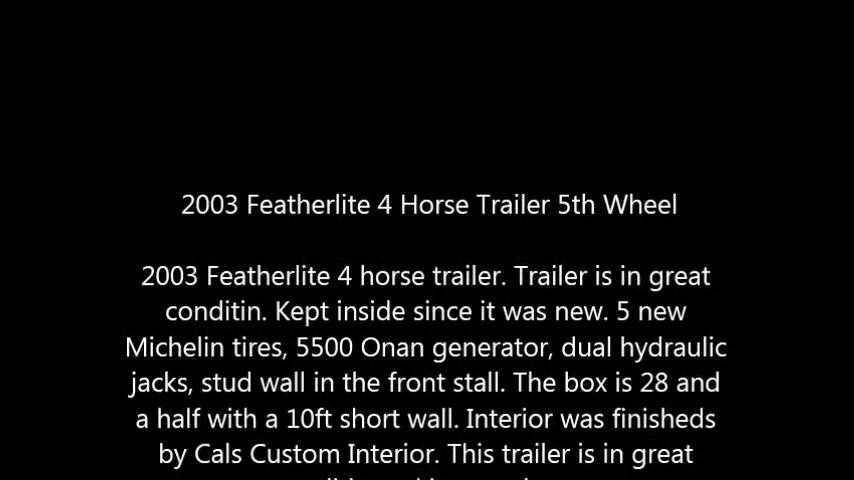 2003 Featherlite 4 Horse Trailer 5th Wheel
2003 Featherlite 4 horse trailer. Trailer is in great
conditin. Kept inside since it was new. 5 new
Michelin tires, 5500 Onan generator, dual hydraulic
jacks, stud wall in the front stall. The box is 28 and
a half with a 10ft short wall. Interior was finisheds
by Cals Custom Interior. This trailer is in great